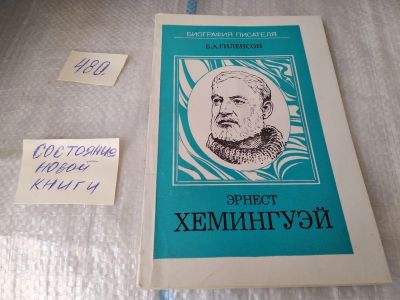 480.
СОСТОЯНИЕ
НОВОЙ
КНИГИ
БИОГРАФИЯ ПИСАТЕЛЯ
Б.А.ГИЛЕНСОН
ЭРНЕСТ
ХЕМИНГУЭЙ